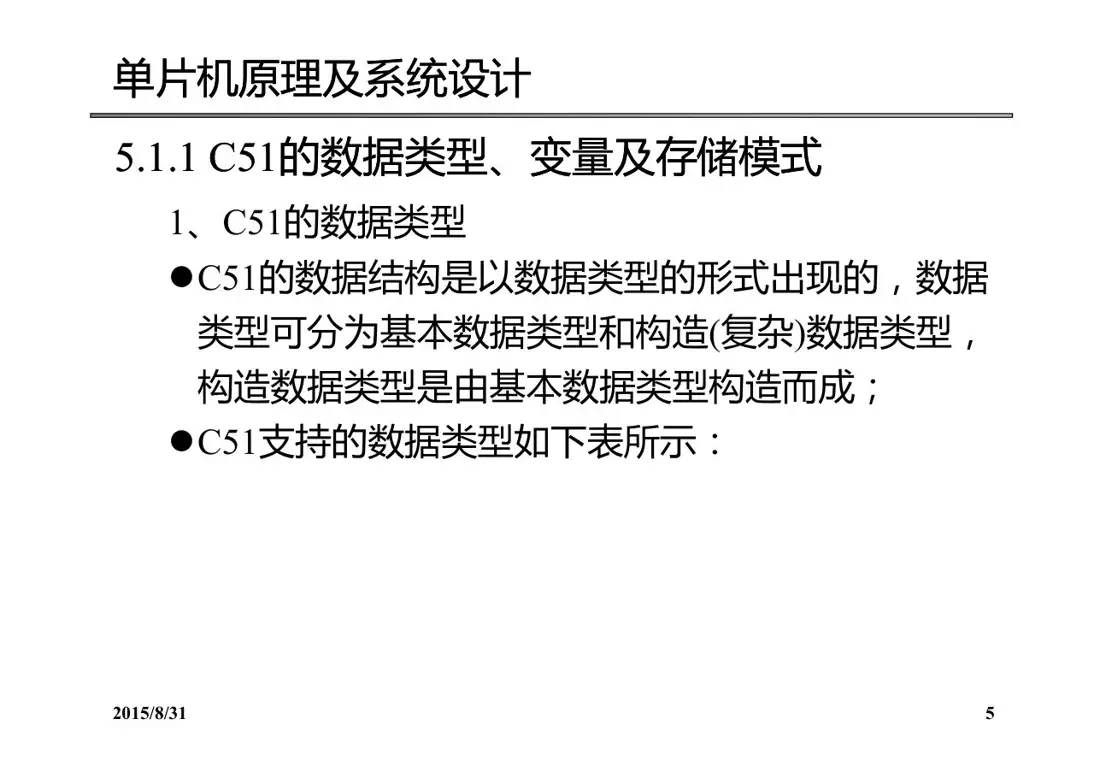 单片机原理及系统设计
5.1.1 C51的数据类型、变量及存储模式
1、C51的数据类型
●C51的数据结构是以数据类型的形式出现的，数据
类型可分为基本数据类型和构造(复杂)数据类型，
构造数据类型是由基本数据类型构造而成；
●C51支持的数据类型如下表所示：
2015/8/31
5